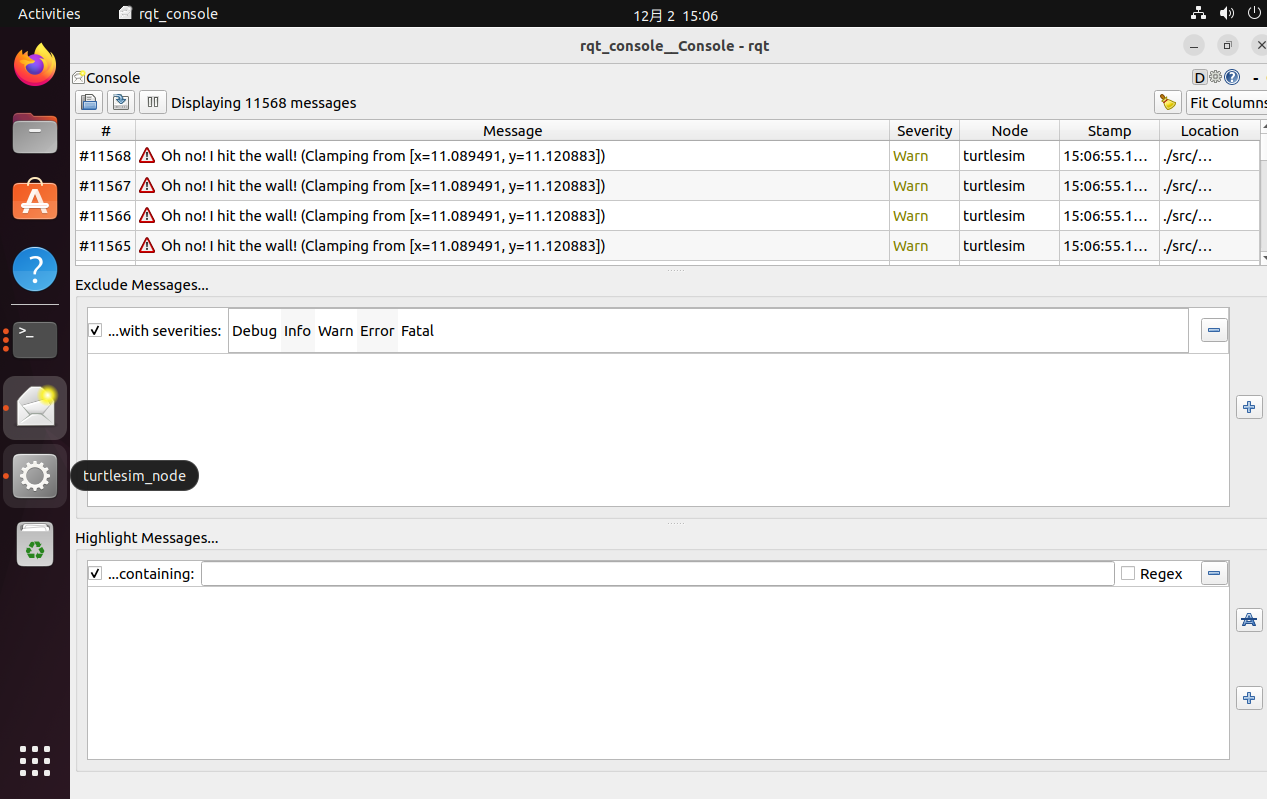 Activities rqt_console 12月 2 15:06
rqt_console__Console - rqt
Console D ? -
Displaying 11568 messages Fit Columns
# Message Severity Node Stamp Location
#11568 Oh no! I hit the wall! (Clamping from [x=11.089491, y=11.120883]) Warn turtlesim 15:06:55.1... ./src/...
#11567 Oh no! I hit the wall! (Clamping from [x=11.089491, y=11.120883]) Warn turtlesim 15:06:55.1... ./src/...
#11566 Oh no! I hit the wall! (Clamping from [x=11.089491, y=11.120883]) Warn turtlesim 15:06:55.1... ./src/...
#11565 Oh no! I hit the wall! (Clamping from [x=11.089491, y=11.120883]) Warn turtlesim 15:06:55.1... ./src/...
Exclude Messages...
...with severities: Debug Info Warn Error Fatal
turtlesim_node
Highlight Messages...
...containing: Regex